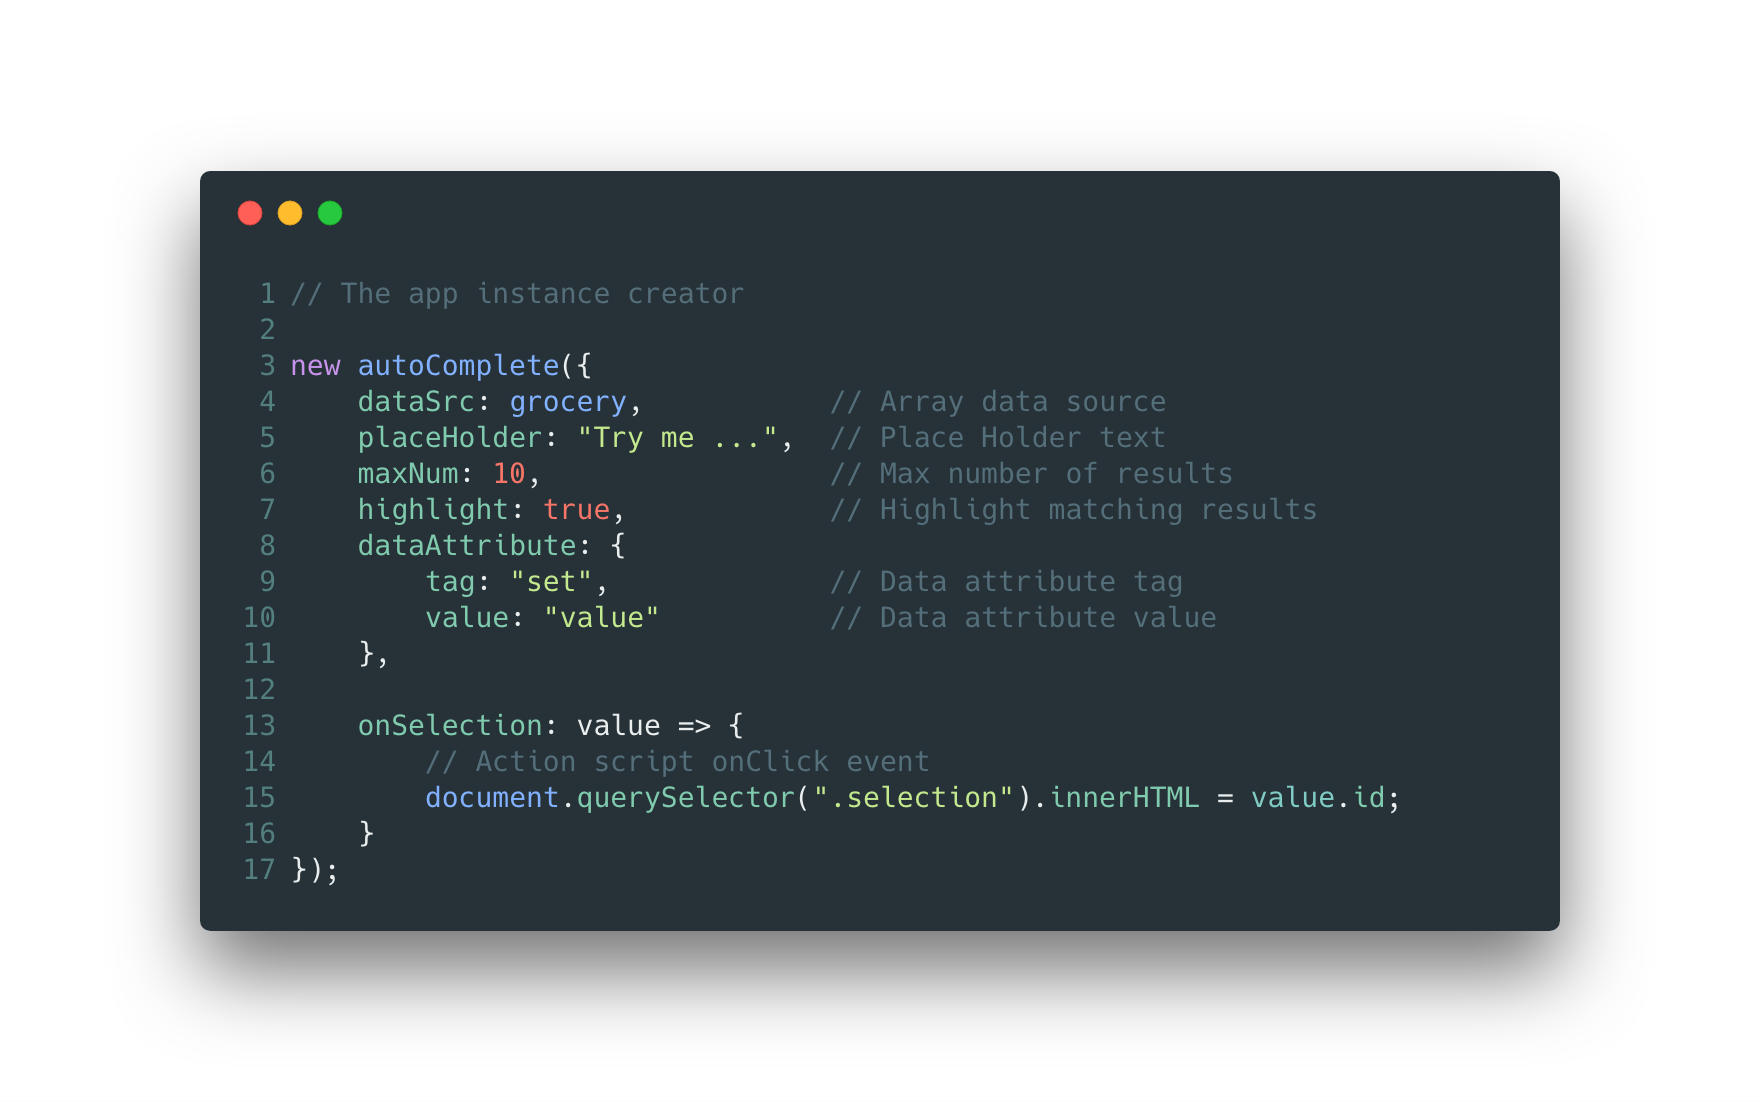 1 // The app instance creator
2
3 new autoComplete({
4     dataSrc: grocery,           // Array data source
5     placeHolder: "Try me ...",  // Place Holder text
6     maxNum: 10,                 // Max number of results
7     highlight: true,            // Highlight matching results
8     dataAttribute: {
9         tag: "set",             // Data attribute tag
10         value: "value"          // Data attribute value
11     },
12
13     onSelection: value => {
14         // Action script onClick event
15         document.querySelector(".selection").innerHTML = value.id;
16     }
17 });